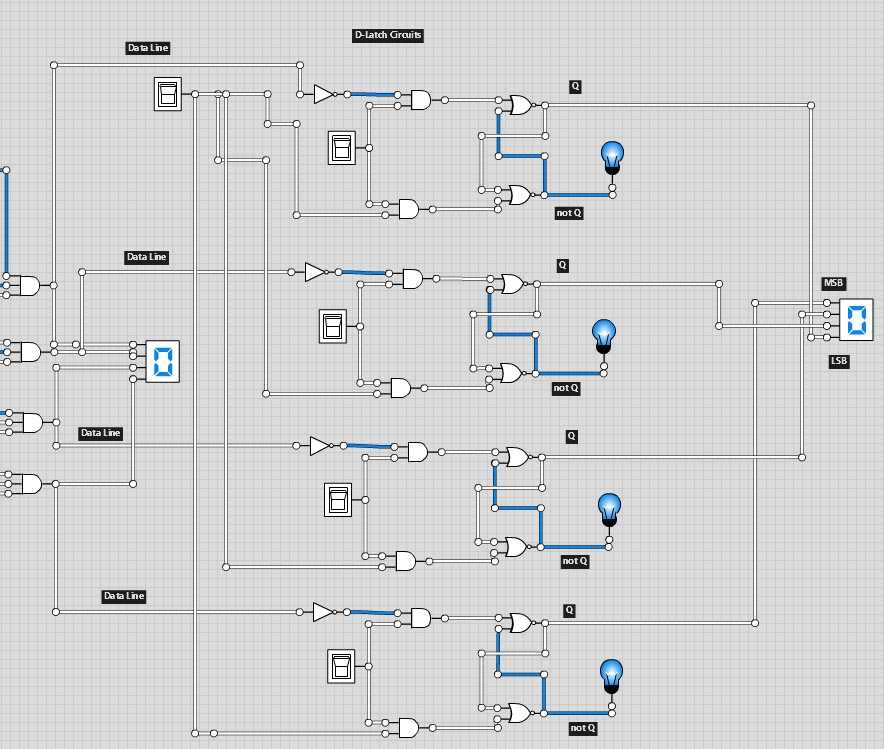 D-Latch Circuits
Data Line
Q
not Q
Data Line
Q
MSB
0
LSB
0
not Q
Data Line
Q
not Q
Data Line
Q
not Q